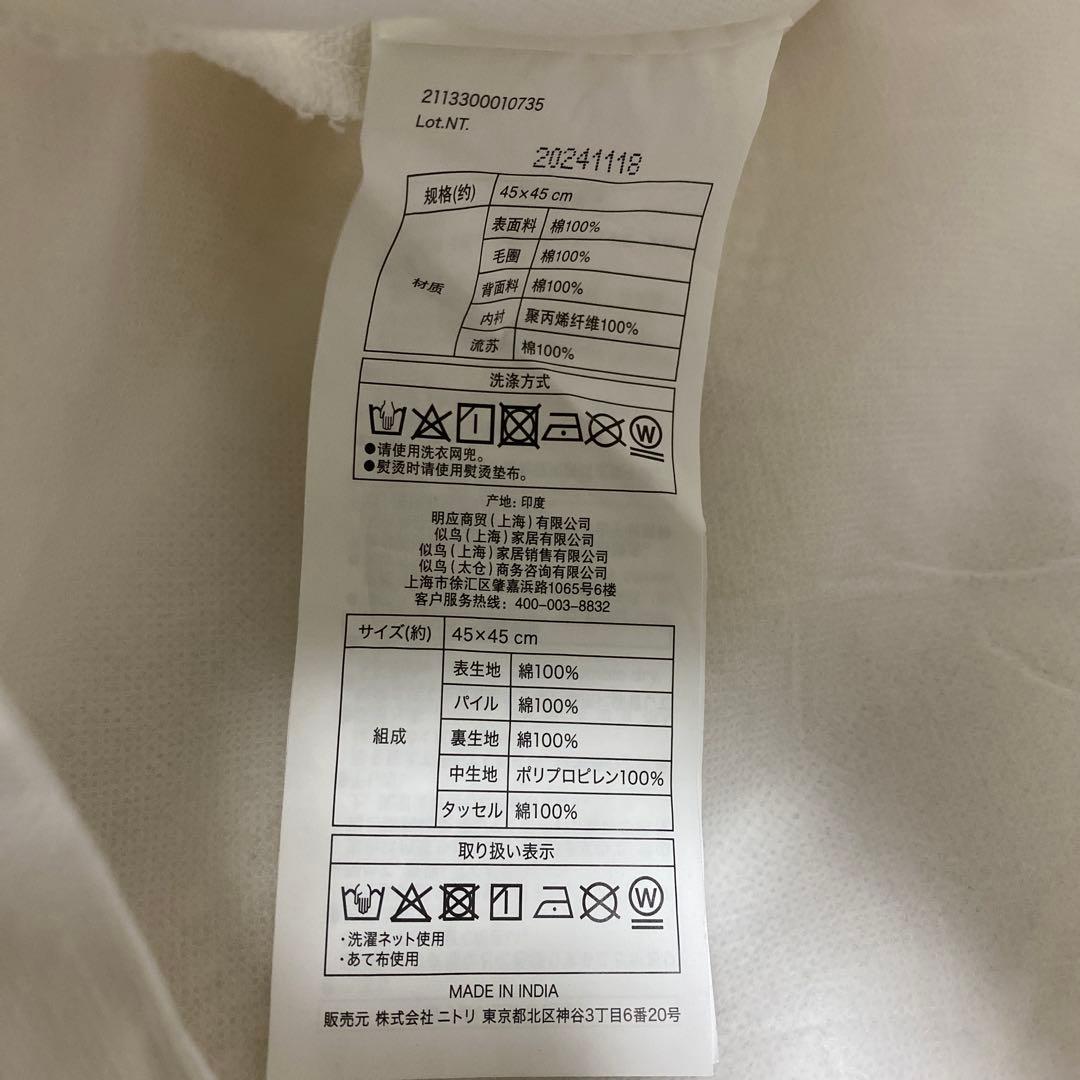 2113300010735
Lot.NT.
20241118
规格(约) 45×45 cm
材质
表面料 棉100%
毛圈 棉100%
背面料 棉100%
内衬 聚丙烯纤维100%
流苏 棉100%
洗涤方式
W
●请使用洗衣网兜。
●熨烫时请使用熨烫垫布。
产地: 印度
明应商贸(上海)有限公司
似鸟(上海)家居有限公司
似鸟(上海)家居销售有限公司
似鸟(太仓)商务咨询有限公司
上海市徐汇区肇嘉浜路1065号6楼
客户服务热线: 400-003-8832
サイズ(約) 45×45 cm
組成
表生地 綿100%
パイル 綿100%
裏生地 綿100%
中生地 ポリプロピレン100%
タッセル 綿100%
取り扱い表示
W
・洗濯ネット使用
・あて布使用
MADE IN INDIA
販売元 株式会社 ニトリ 東京都北区神谷3丁目6番20号